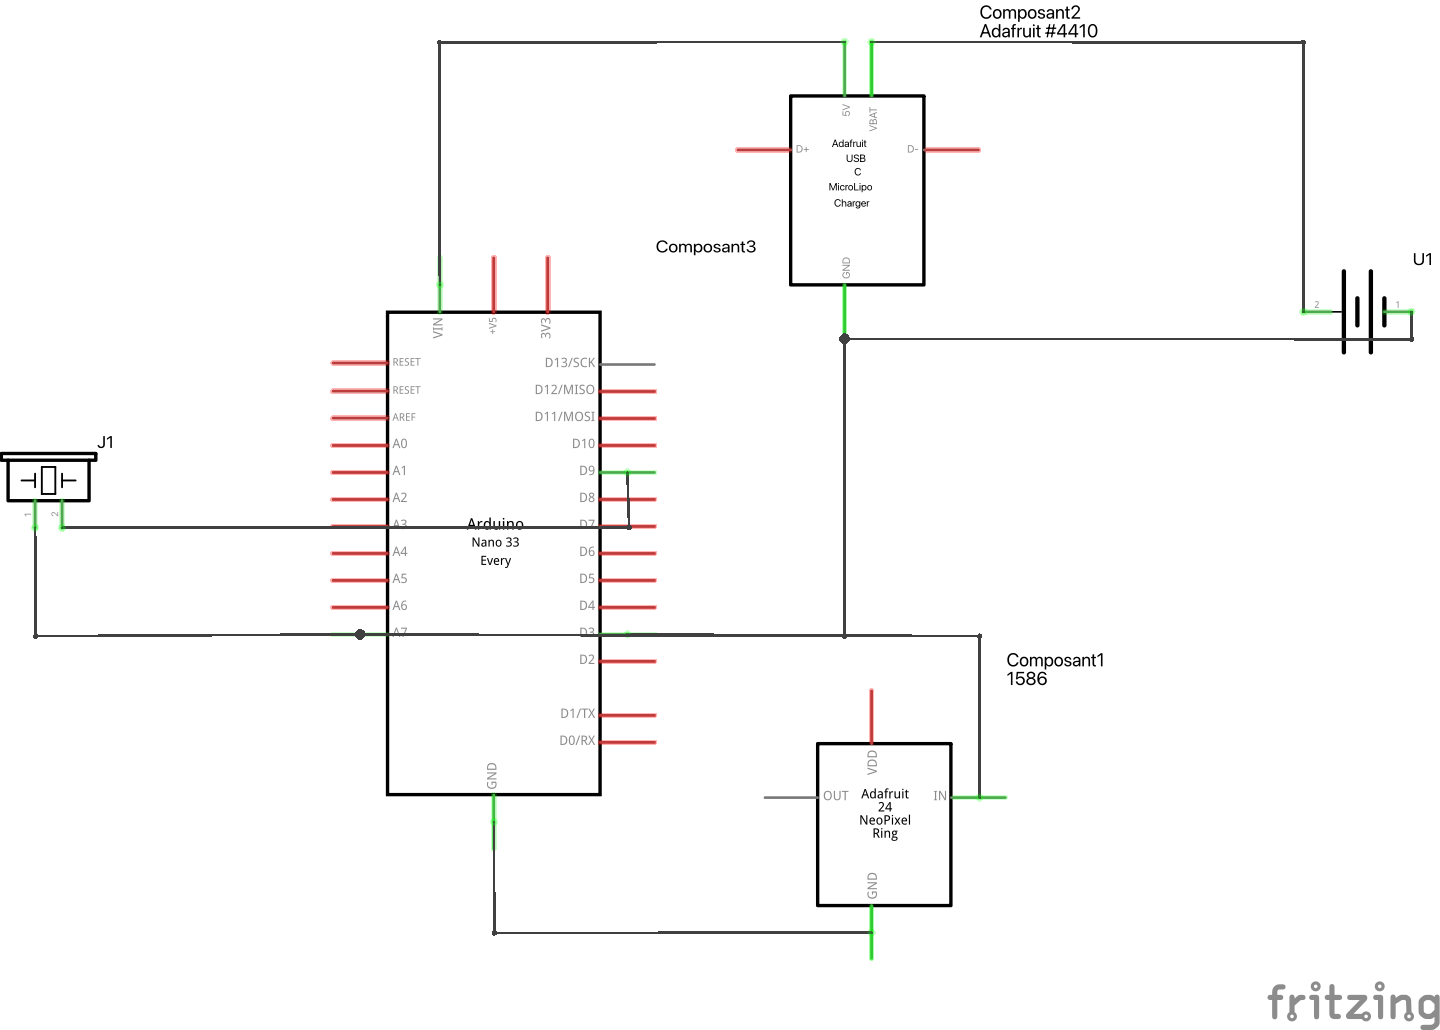 Composant2
Adafruit #4410
5V
VBAT
Adafruit
USB
C
MicroLipo
Charger
D+
D-
GND
Composant3
U1
2
1
VIN
+V5
3V3
RESET
RESET
AREF
A0
A1
A2
A3
A4
A5
A6
A7
D13/SCK
D12/MISO
D11/MOSI
D10
D9
D8
D7
D6
D5
D4
D3
D2
D1/TX
D0/RX
Arduino
Nano 33
Every
GND
J1
1
2
Composant1
1586
VDD
OUT
IN
Adafruit
24
NeoPixel
Ring
GND
fritzing